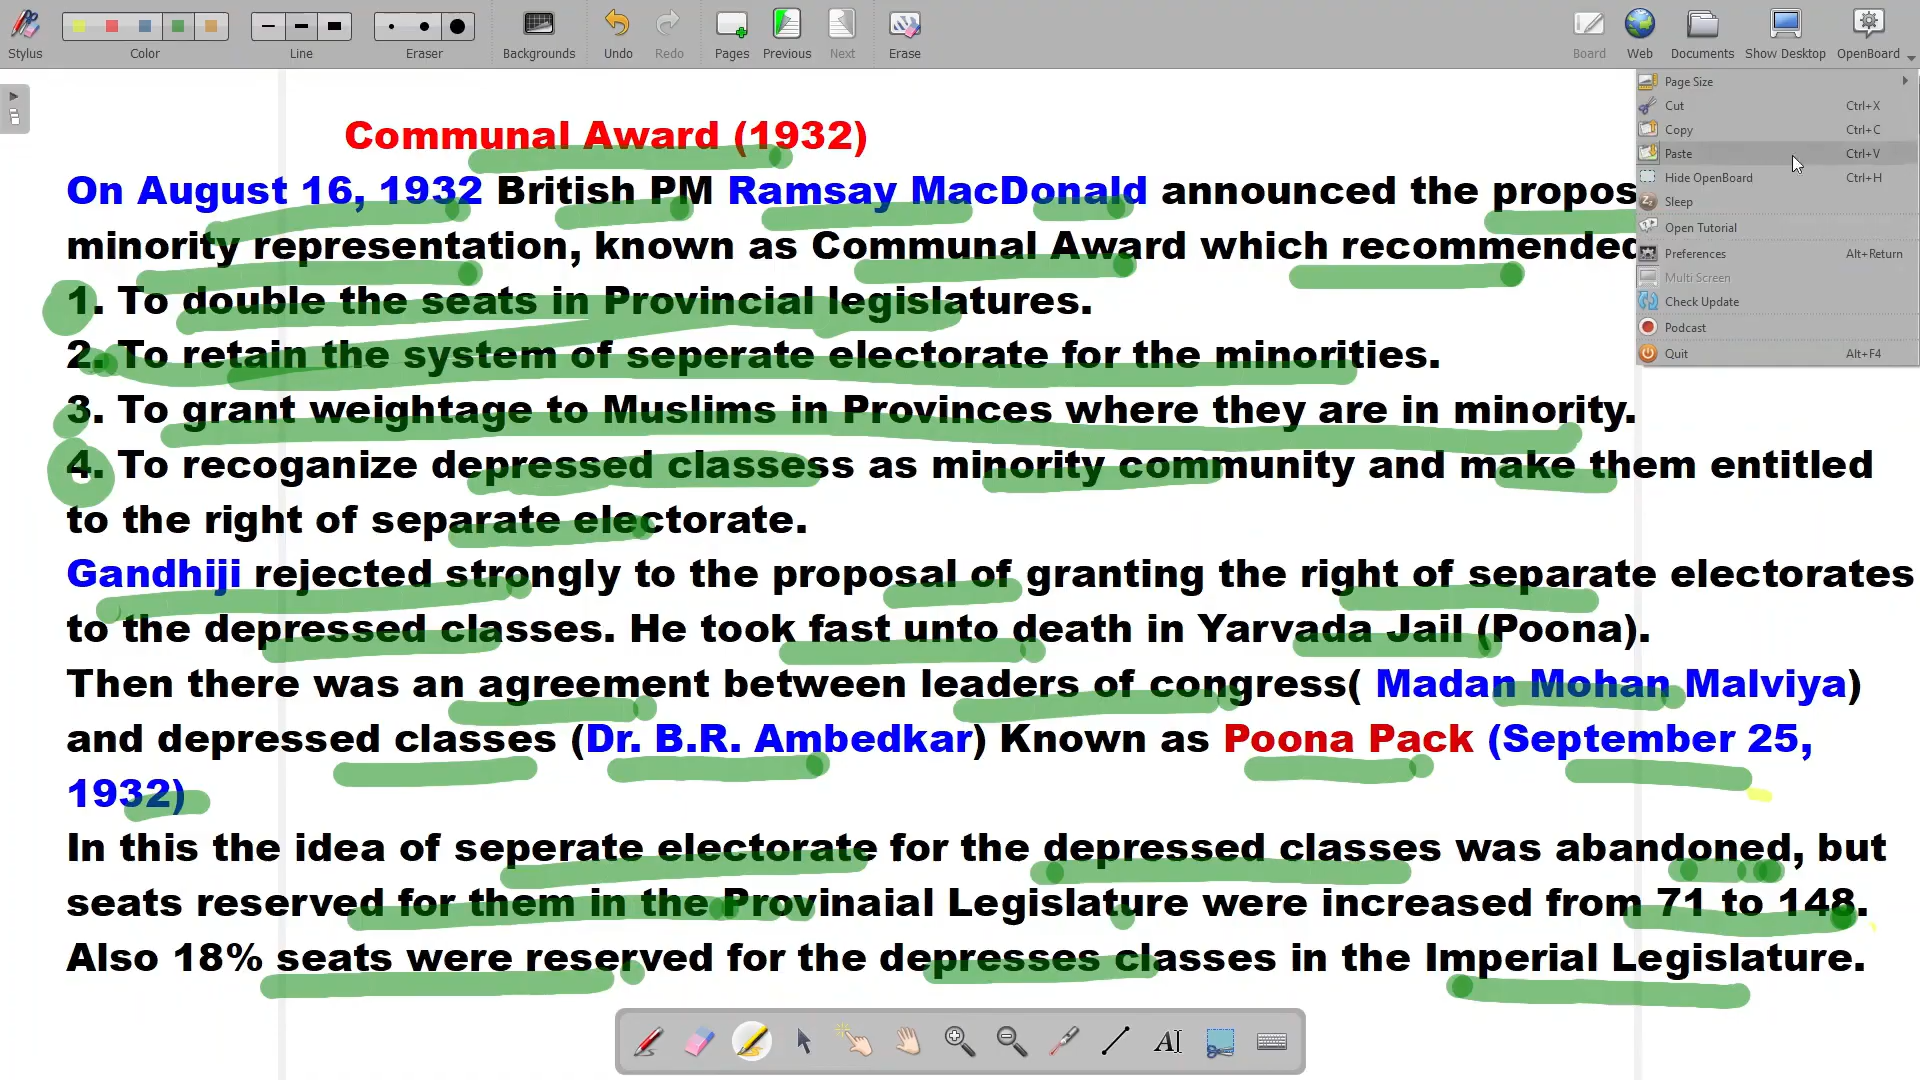 Stylus Color Line Eraser Backgrounds Undo Redo Pages Previous Next Erase Board Web Documents Show Desktop OpenBoard
Page Size
Cut Ctrl+X
Copy Ctrl+C
Paste Ctrl+V
Hide OpenBoard Ctrl+H
Sleep
Open Tutorial
Preferences Alt+Return
Multi Screen
Check Update
Podcast
Quit Alt+F4
Communal Award (1932)
On August 16, 1932 British PM Ramsay MacDonald announced the propos
minority representation, known as Communal Award which recommended
1. To double the seats in Provincial legislatures.
2. To retain the system of seperate electorate for the minorities.
3. To grant weightage to Muslims in Provinces where they are in minority.
4. To recoganize depressed classess as minority community and make them entitled
to the right of separate electorate.
Gandhiji rejected strongly to the proposal of granting the right of separate electorates
to the depressed classes. He took fast unto death in Yarvada Jail (Poona).
Then there was an agreement between leaders of congress( Madan Mohan Malviya)
and depressed classes (Dr. B.R. Ambedkar) Known as Poona Pack (September 25,
1932)
In this the idea of seperate electorate for the depressed classes was abandoned, but
seats reserved for them in the Provinaial Legislature were increased from 71 to 148.
Also 18% seats were reserved for the depresses classes in the Imperial Legislature.